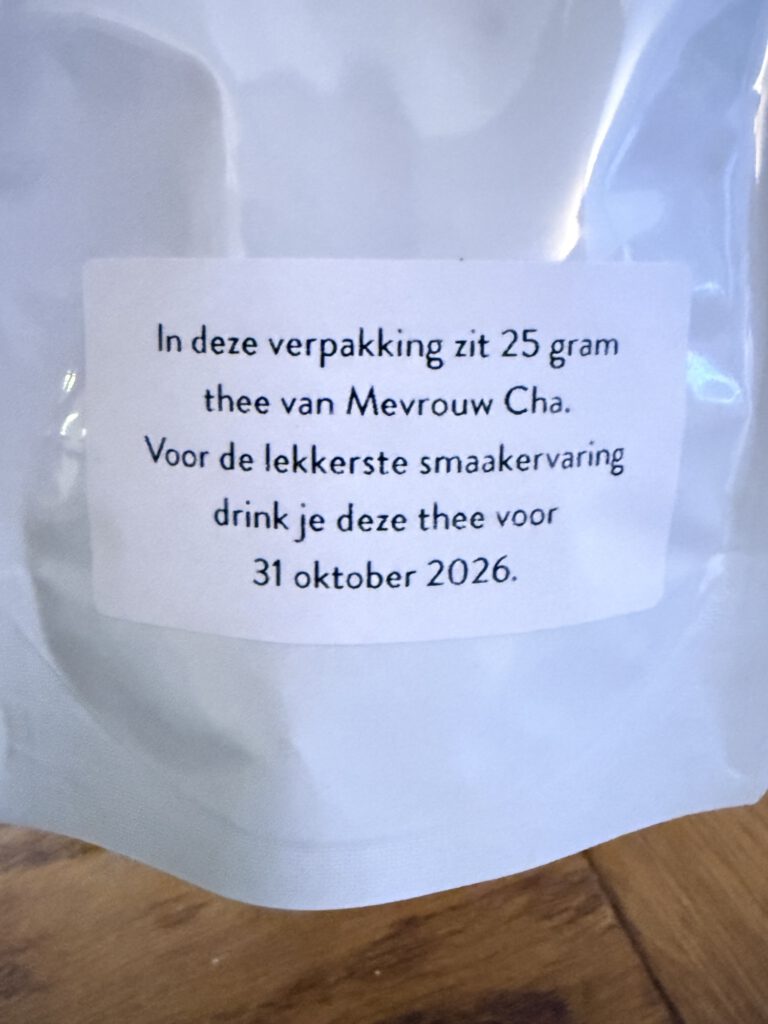 In deze verpakking zit 25 gram
thee van Mevrouw Cha.
Voor de lekkerste smaakervaring
drink je deze thee voor
31 oktober 2026.